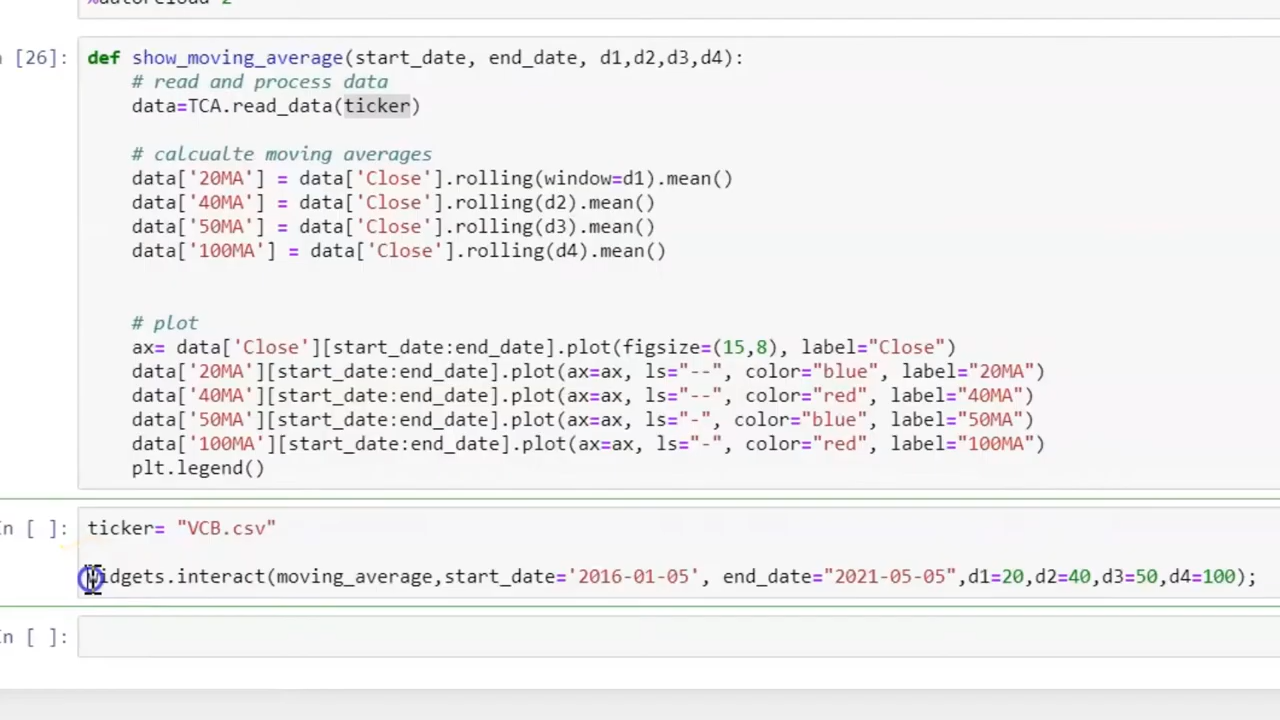 [26]:
def show_moving_average(start_date, end_date, d1,d2,d3,d4):
# read and process data
data=TCA.read_data(ticker)
# calcualte moving averages
data['20MA'] = data['Close'].rolling(window=d1).mean()
data['40MA'] = data['Close'].rolling(d2).mean()
data['50MA'] = data['Close'].rolling(d3).mean()
data['100MA'] = data['Close'].rolling(d4).mean()
# plot
ax= data['Close'][start_date:end_date].plot(figsize=(15,8), label="Close")
data['20MA'][start_date:end_date].plot(ax=ax, ls="--", color="blue", label="20MA")
data['40MA'][start_date:end_date].plot(ax=ax, ls="--", color="red", label="40MA")
data['50MA'][start_date:end_date].plot(ax=ax, ls="-", color="blue", label="50MA")
data['100MA'][start_date:end_date].plot(ax=ax, ls="-", color="red", label="100MA")
plt.legend()
In [ ]:
ticker= "VCB.csv"
widgets.interact(moving_average,start_date='2016-01-05', end_date="2021-05-05",d1=20,d2=40,d3=50,d4=100);
In [ ]: